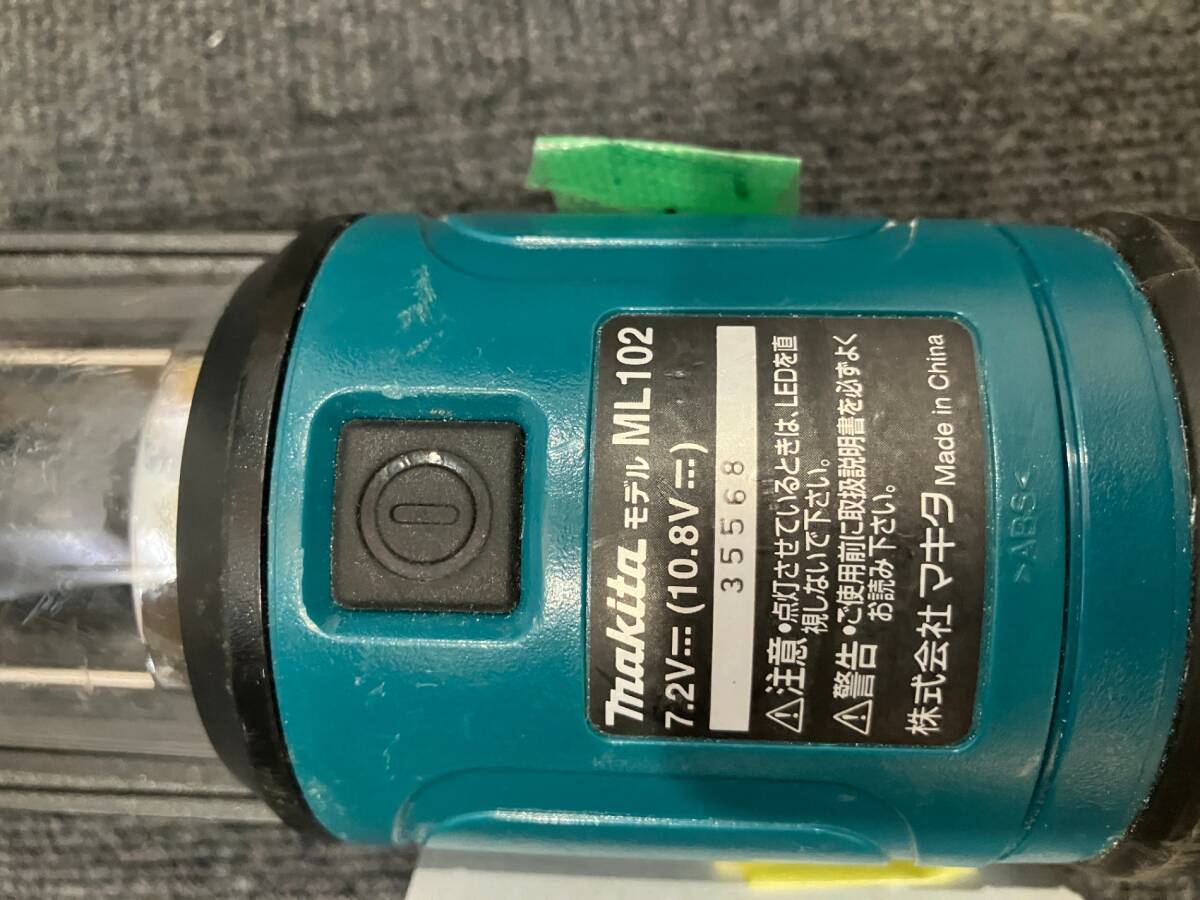 makita モデル ML102
7.2V⎓(10.8V⎓)
35568
⚠注意・点灯させているときは、LEDを直
視しないで下さい。
⚠警告・ご使用前に取扱説明書を必ずよく
お読み下さい。
株式会社 マキタ Made in China
>ABS<